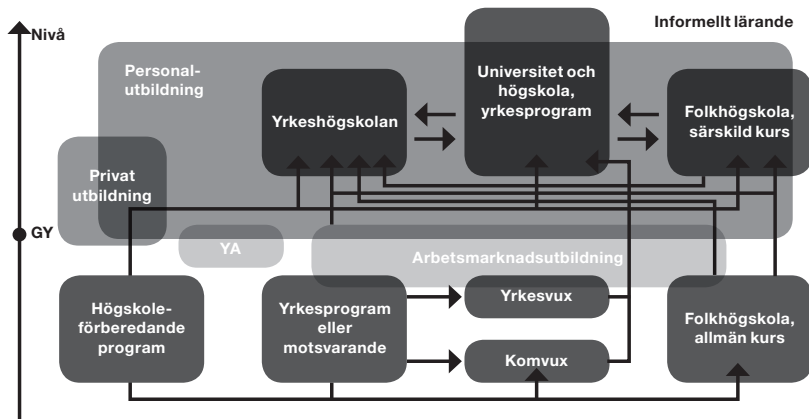 Nivå
Informellt lärande
Personal-
utbildning
Universitet och
högskola,
yrkesprogram
Yrkeshögskolan
Folkhögskola,
särskild kurs
Privat
utbildning
GY
YA
Arbetsmarknadsutbildning
Högskole-
förberedande
program
Yrkesprogram
eller
motsvarande
Yrkesvux
Komvux
Folkhögskola,
allmän kurs